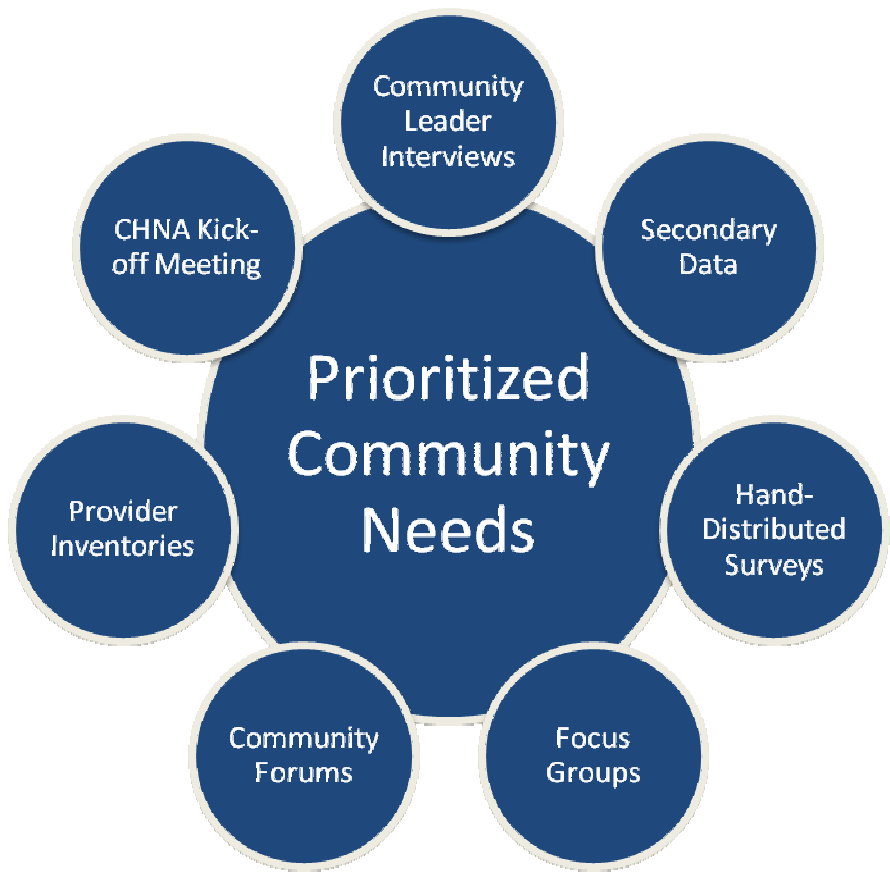 Community
Leader
Interviews
CHNA Kick-
off Meeting
Secondary
Data
Prioritized
Community
Needs
Provider
Inventories
Hand-
Distributed
Surveys
Community
Forums
Focus
Groups